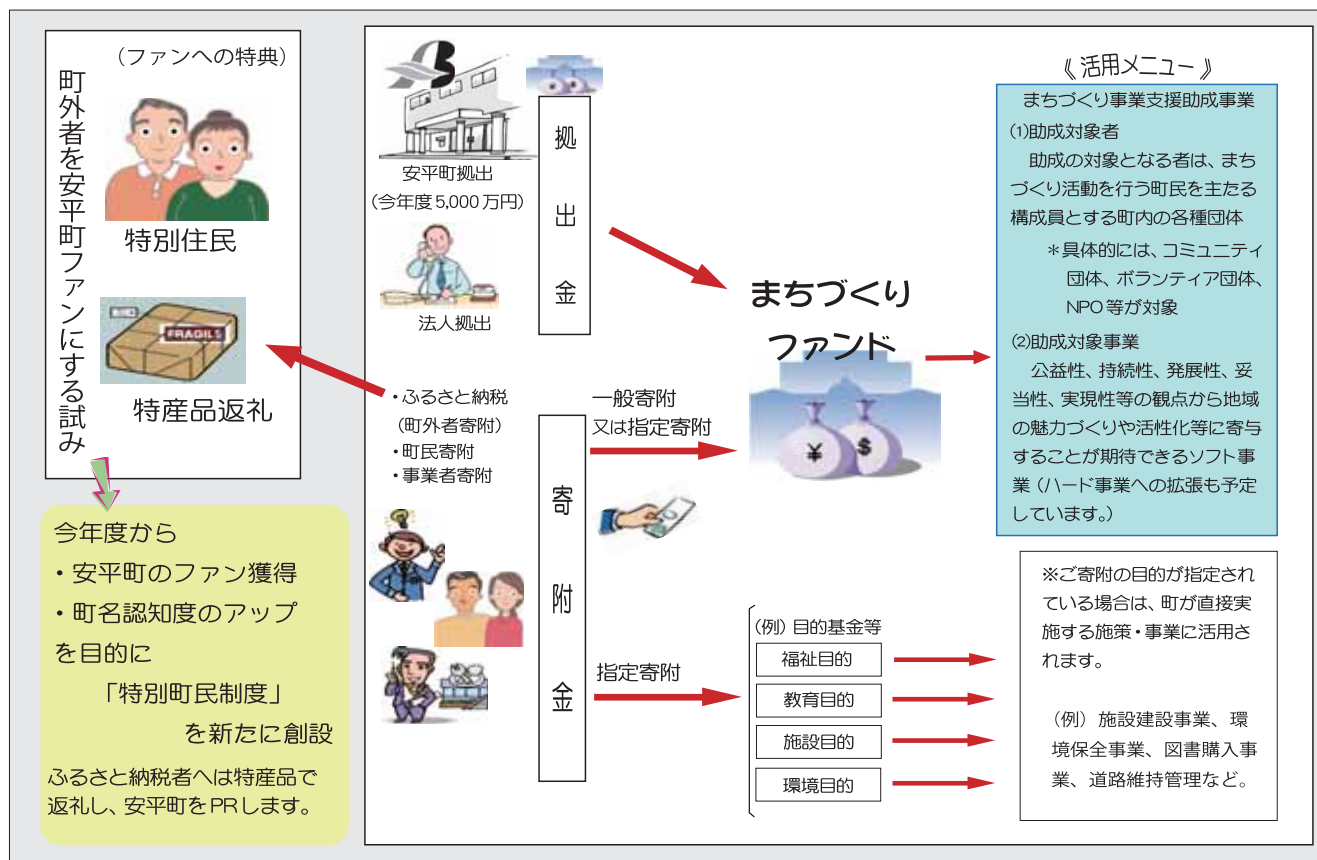 (ファンへの特典)
町外者を安平町ファンにする試み
特別住民
FRAGILE
特産品返礼
今年度から
・安平町のファン獲得
・町名認知度のアップ
を目的に
「特別町民制度」
を新たに創設
ふるさと納税者へは特産品で
返礼し、安平町をPRします。
安平町拠出
(今年度5,000万円)
法人拠出
拠出金
・ふるさと納税
(町外者寄附)
・町民寄附
・事業者寄附
寄附金
一般寄附
又は指定寄附
指定寄附
まちづくり
ファンド
¥
$
(例)目的基金等
福祉目的
教育目的
施設目的
環境目的
《 活用メニュー 》
まちづくり事業支援助成事業
(1)助成対象者
助成の対象となる者は、まち
づくり活動を行う町民を主たる
構成員とする町内の各種団体
*具体的には、コミュニティ
団体、ボランティア団体、
NPO等が対象
(2)助成対象事業
公益性、持続性、発展性、妥
当性、実現性等の観点から地域
の魅力づくりや活性化等に寄与
することが期待できるソフト事
業(ハード事業への拡張も予定
しています。)
※ご寄附の目的が指定され
ている場合は、町が直接実
施する施策・事業に活用さ
れます。
(例)施設建設事業、環
境保全事業、図書購入事
業、道路維持管理など。